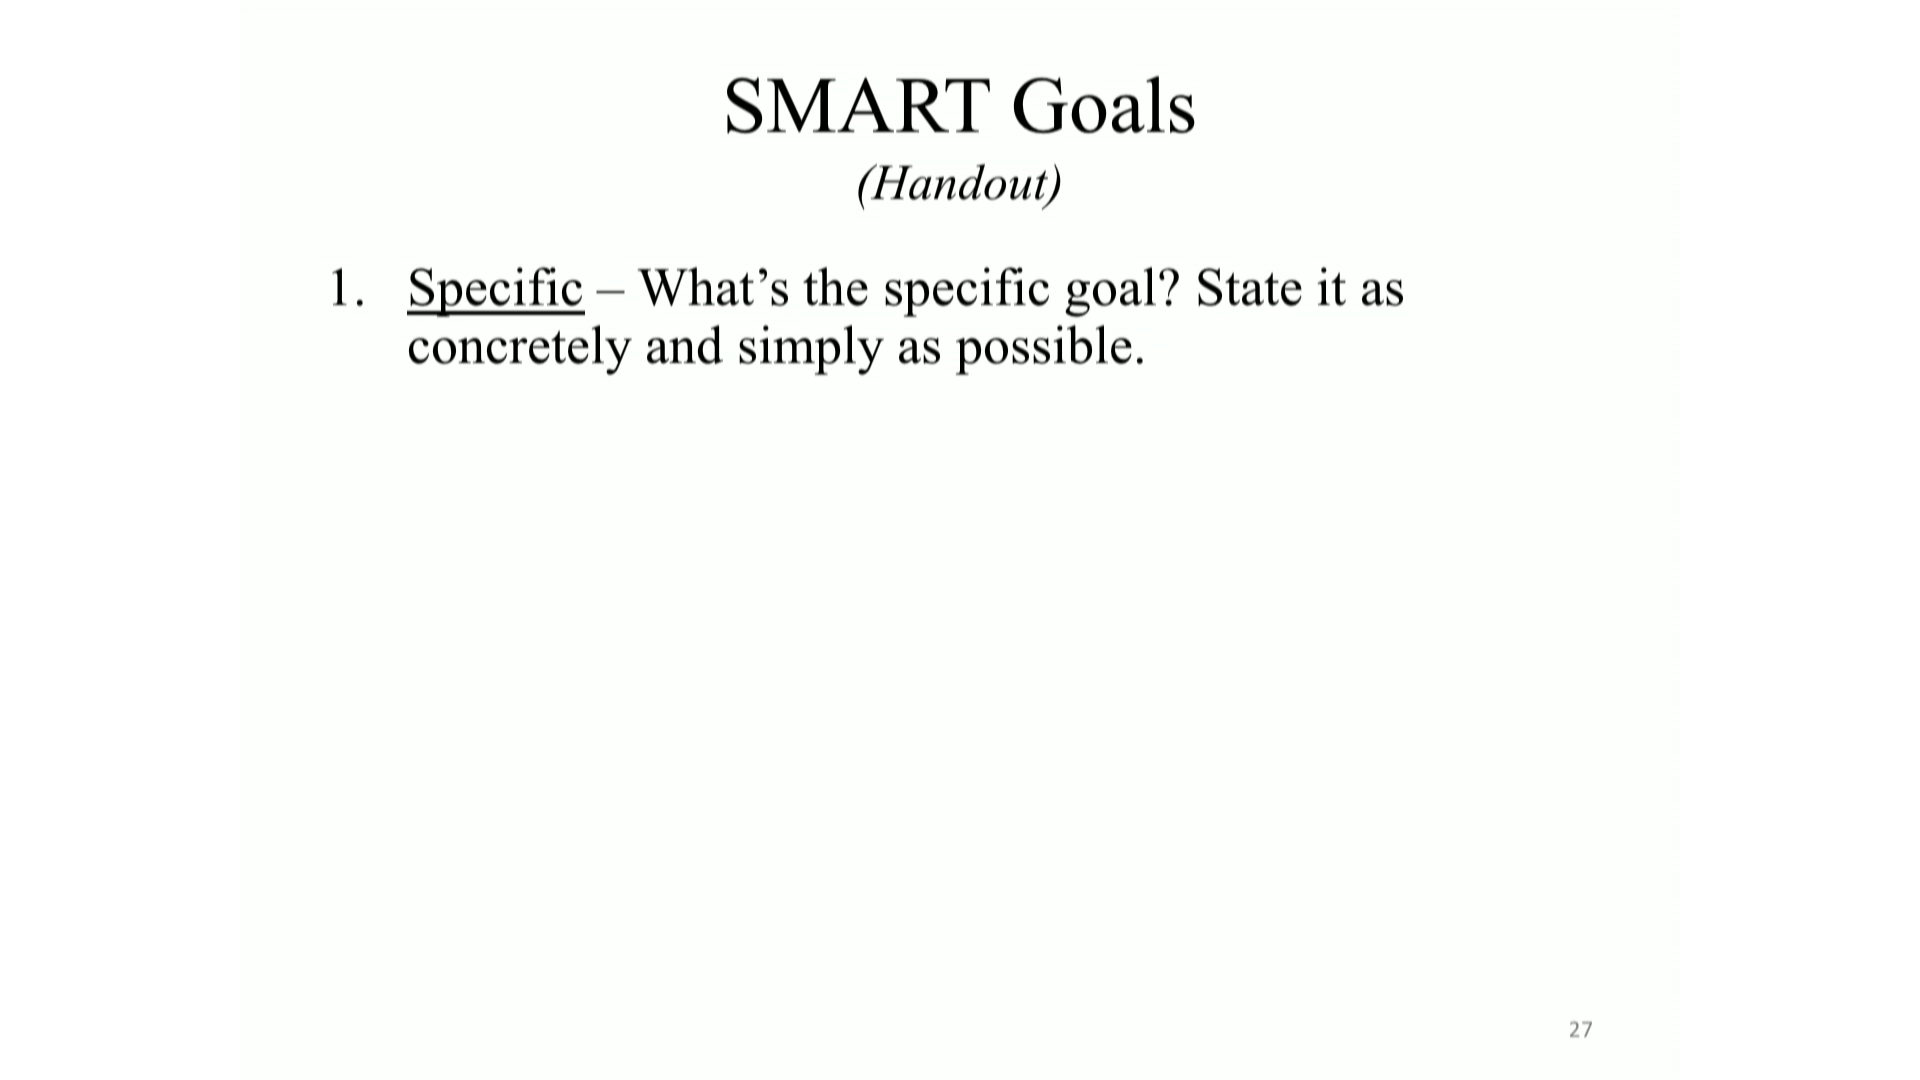 SMART Goals
(Handout)
1. Specific – What’s the specific goal? State it as
concretely and simply as possible.
27